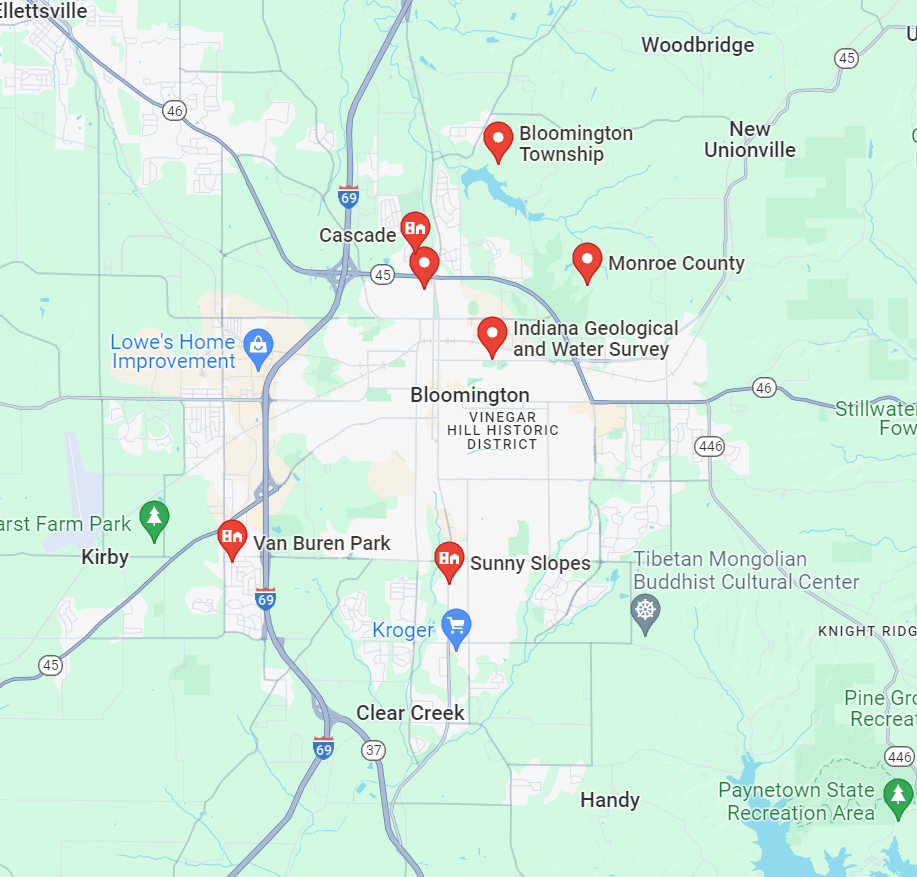 Ellettsville
Woodbridge
45
46
Bloomington
Township
New
Unionville
69
Cascade
45
Monroe County
Indiana Geological
and Water Survey
Lowe's Home
Improvement
Bloomington
46
VINEGAR
HILL HISTORIC
DISTRICT
Stillwater
Fow
446
arst Farm Park
Kirby
Van Buren Park
Sunny Slopes
Tibetan Mongolian
Buddhist Cultural Center
69
Kroger
KNIGHT RIDG
45
Pine Gro
Recreat
Clear Creek
69
37
446
Paynetown State
Recreation Area
Handy